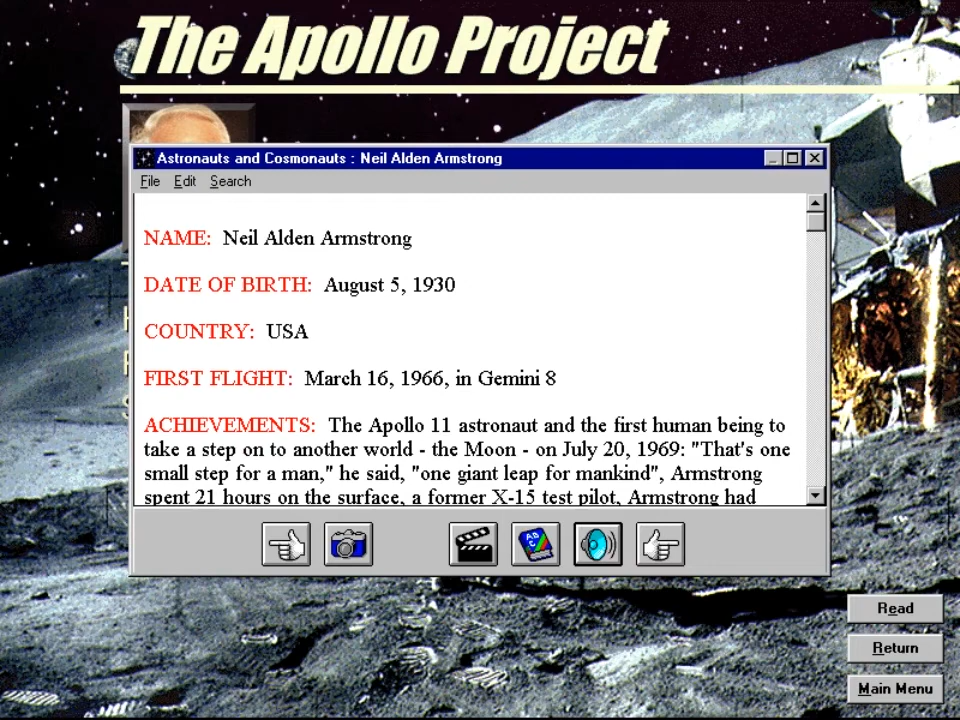 The Apollo Project
Astronauts and Cosmonauts : Neil Alden Armstrong
File Edit Search
NAME: Neil Alden Armstrong
DATE OF BIRTH: August 5, 1930
COUNTRY: USA
FIRST FLIGHT: March 16, 1966, in Gemini 8
ACHIEVEMENTS: The Apollo 11 astronaut and the first human being to
take a step on to another world - the Moon - on July 20, 1969: "That's one
small step for a man," he said, "one giant leap for mankind", Armstrong
spent 21 hours on the surface, a former X-15 test pilot, Armstrong had
ABC
Read
Return
Main Menu